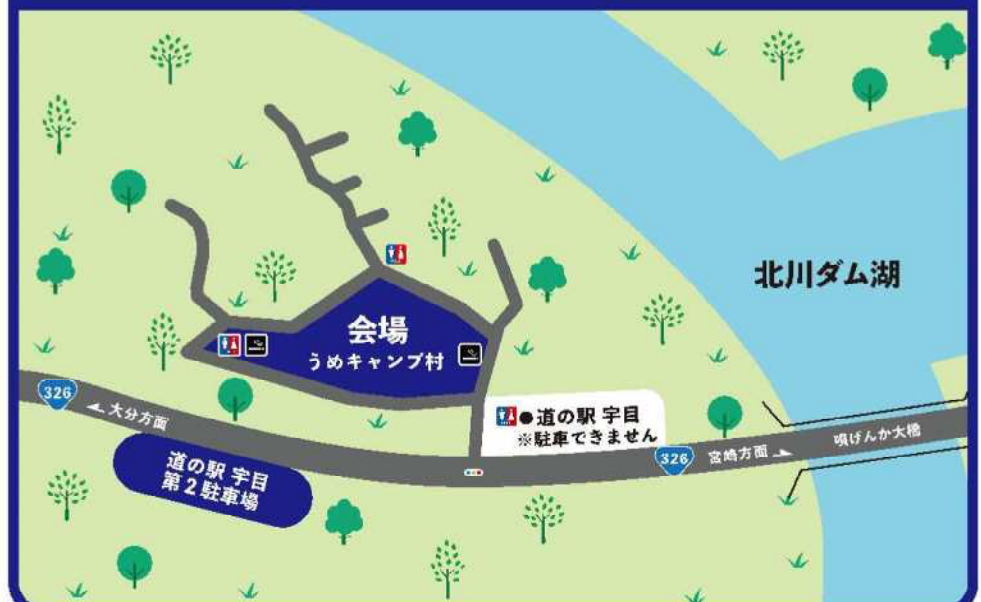 北川ダム湖
会場
うめキャンプ村
326
大分方面
道の駅 宇目
第2駐車場
●道の駅 宇目
※駐車できません
326
宮崎方面
唄げんか大橋